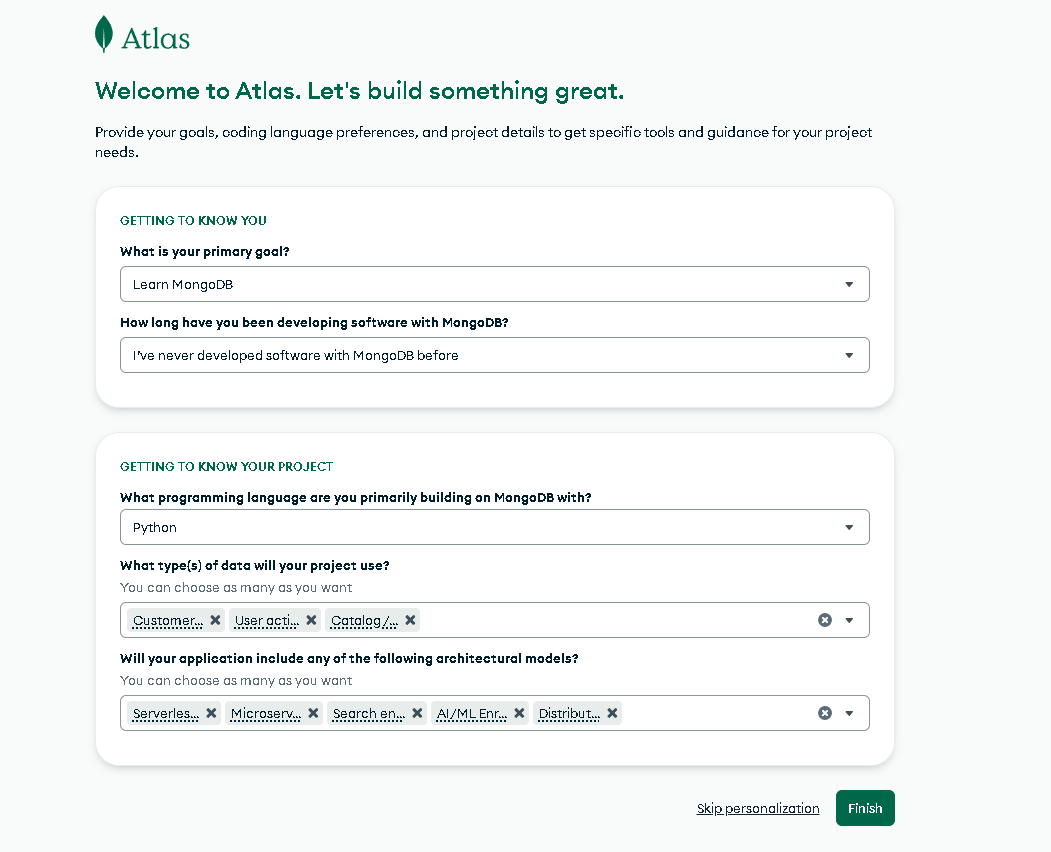 Atlas
Welcome to Atlas. Let's build something great.
Provide your goals, coding language preferences, and project details to get specific tools and guidance for your project
needs.
GETTING TO KNOW YOU
What is your primary goal?
Learn MongoDB
How long have you been developing software with MongoDB?
I've never developed software with MongoDB before
GETTING TO KNOW YOUR PROJECT
What programming language are you primarily building on MongoDB with?
Python
What type(s) of data will your project use?
You can choose as many as you want
Customer... User acti... Catalog/...
Will your application include any of the following architectural models?
You can choose as many as you want
Serverles... Microserv... Search en... AI/ML Enr... Distribut...
Skip personalization Finish